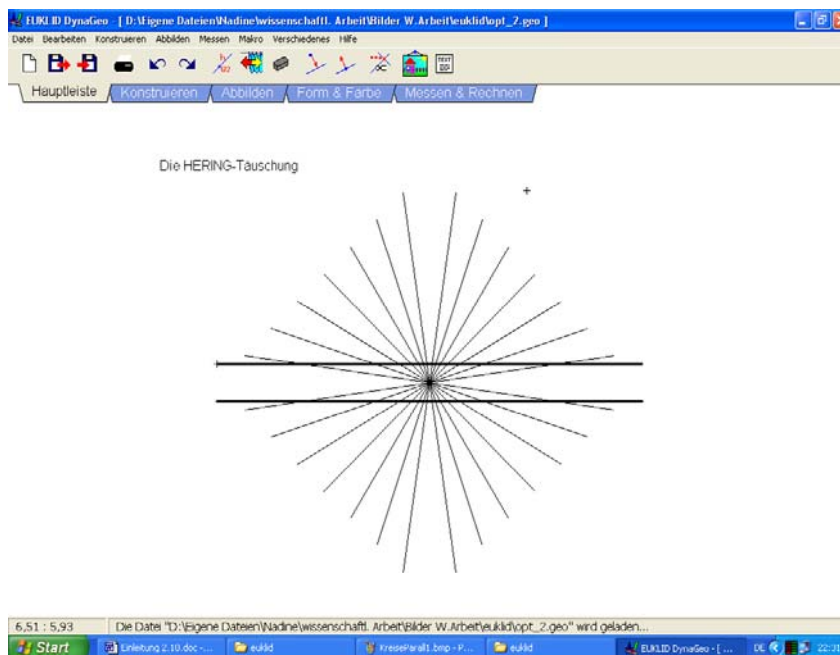 EUKLID DynaGeo - [ D:\Eigene Dateien\Nadine\wissenschaftl. Arbeit\Bilder W.Arbeit\euklid\opt_2.geo ]
Datei Bearbeiten Konstruieren Abbilden Messen Makro Verschiedenes Hilfe
Hauptleiste Konstruieren Abbilden Form & Farbe Messen & Rechnen
Die HERING-Täuschung
6,51 : 5,93 Die Datei "D:\Eigene Dateien\Nadine\wissenschaftl. Arbeit\Bilder W.Arbeit\euklid\opt_2.geo" wird geladen...
Start Einleitung 2.10.doc -... euklid KreiseParall1.bmp - P... euklid EUKLID DynaGeo - [ ... DE